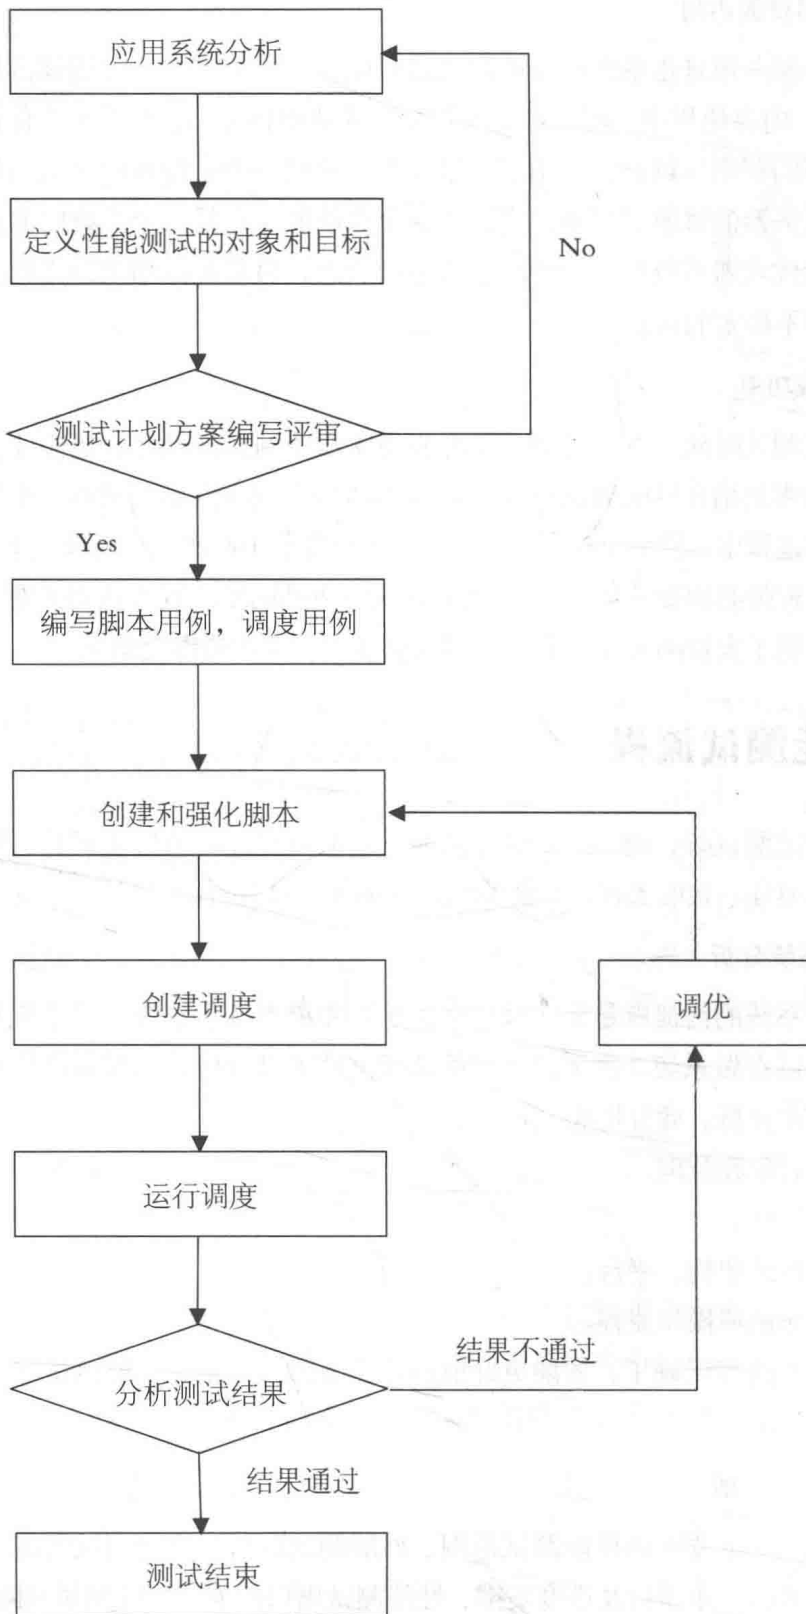 应用系统分析
定义性能测试的对象和目标
No
测试计划方案编写评审
Yes
编写脚本用例，调度用例
创建和强化脚本
创建调度
调优
运行调度
结果不通过
分析测试结果
结果通过
测试结束